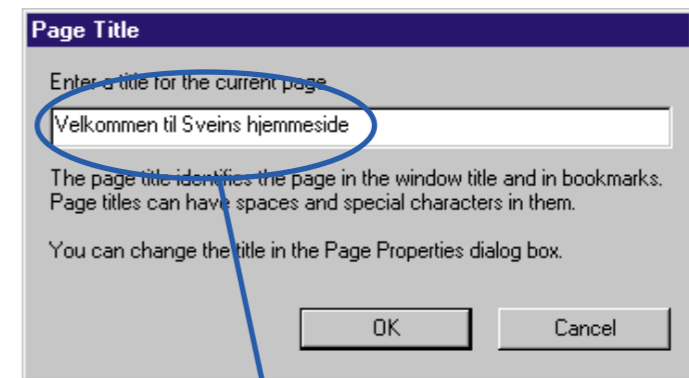 Page Title
Enter a title for the current page
Velkommen til Sveins hjemmeside
The page title identifies the page in the window title and in bookmarks.
Page titles can have spaces and special characters in them.
You can change the title in the Page Properties dialog box.
OK
Cancel